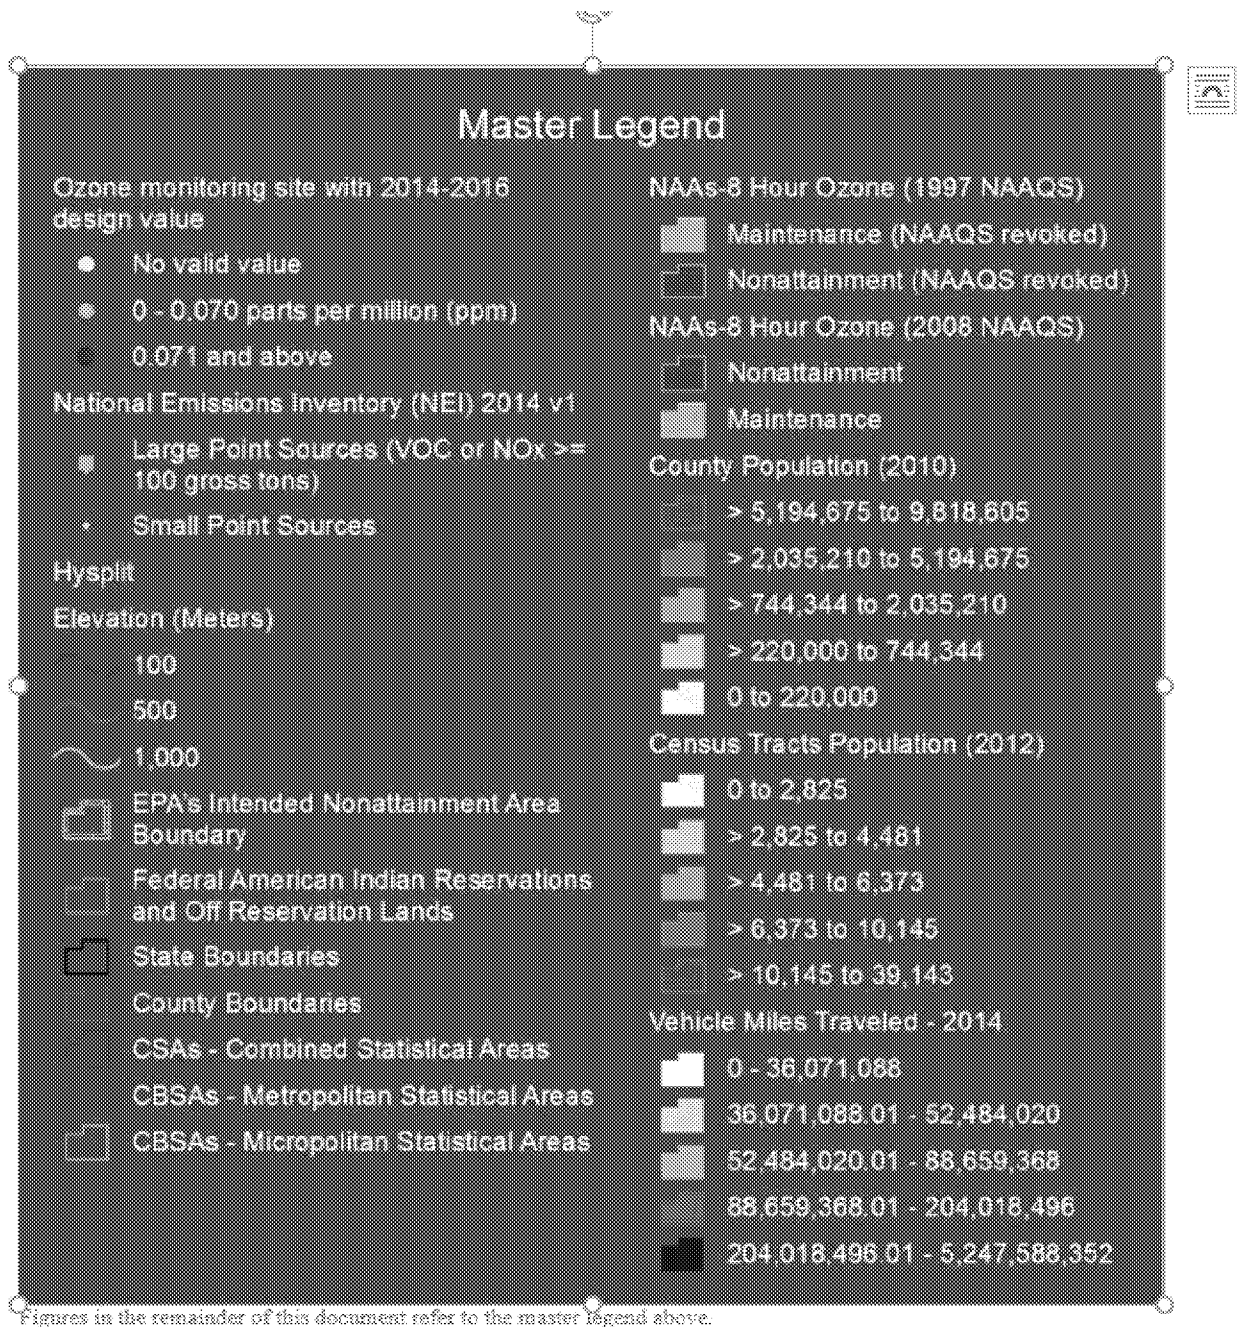 Master Legend
Ozone monitoring site with 2014-2016
design value
No valid value
0 - 0.070 parts per million (ppm)
0.071 and above
National Emissions Inventory (NEI) 2014 v1
Large Point Sources (VOC or NOx >=
100 gross tons)
Small Point Sources
Hysplit
Elevation (Meters)
100
500
1,000
EPA's Intended Nonattainment Area
Boundary
Federal American Indian Reservations
and Off Reservation Lands
State Boundaries
County Boundaries
CSAs - Combined Statistical Areas
CBSAs - Metropolitan Statistical Areas
CBSAs - Micropolitan Statistical Areas
NAAs-8 Hour Ozone (1997 NAAQS)
Maintenance (NAAQS revoked)
Nonattainment (NAAQS revoked)
NAAs-8 Hour Ozone (2008 NAAQS)
Nonattainment
Maintenance
County Population (2010)
> 5,194,675 to 9,818,605
> 2,035,210 to 5,194,675
> 744,344 to 2,035,210
> 220,000 to 744,344
0 to 220,000
Census Tracts Population (2012)
0 to 2,825
> 2,825 to 4,481
> 4,481 to 6,373
> 6,373 to 10,145
> 10,145 to 39,143
Vehicle Miles Traveled - 2014
0 - 36,071,088
36,071,088.01 - 52,484,020
52,484,020.01 - 88,659,368
88,659,368.01 - 204,018,496
204,018,496.01 - 5,247,588,352
Figures in the remainder of this document refer to the master legend above.